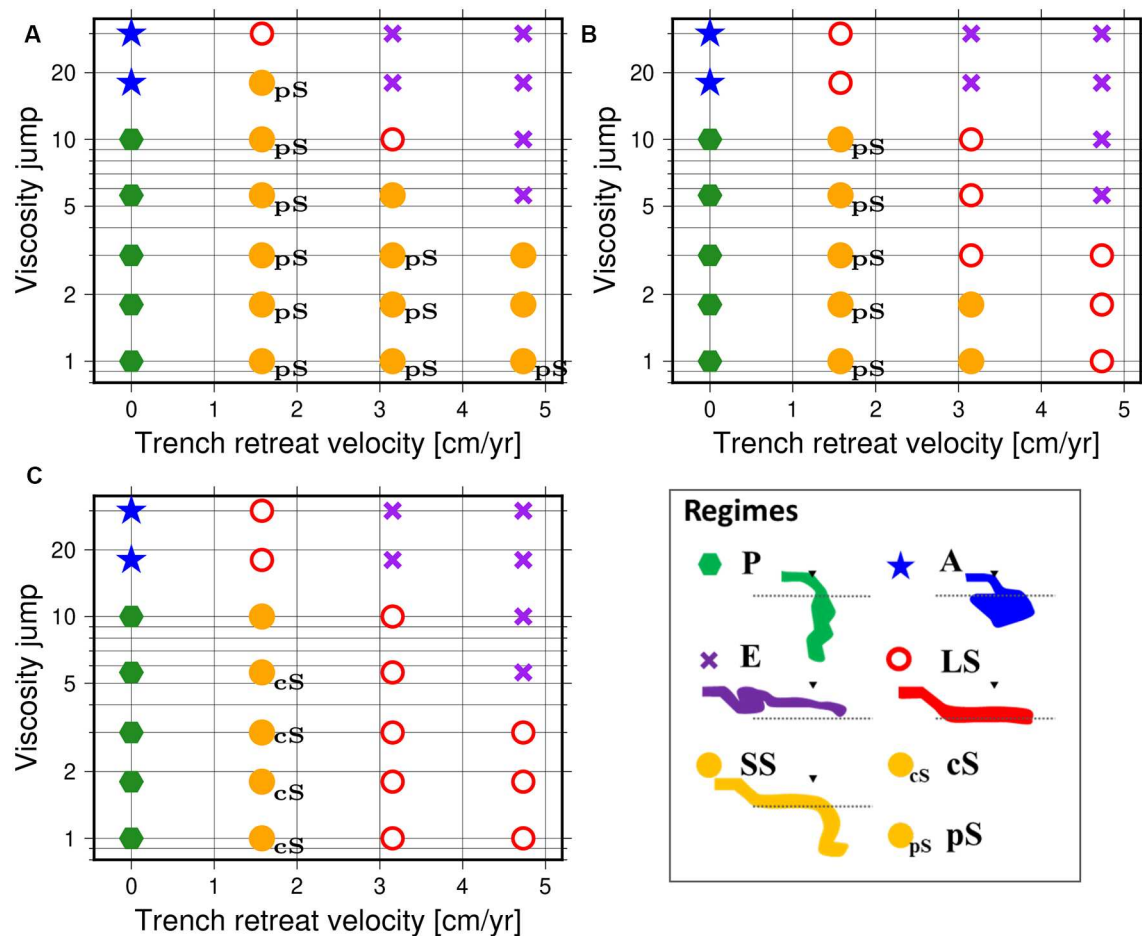 A
Viscosity jump
20
10
5
2
1
pS
pS
pS
pS pS
pS pS
pS pS pS
0 1 2 3 4 5
Trench retreat velocity [cm/yr]
B
Viscosity jump
20
10
5
2
1
pS
pS
pS
pS
pS
0 1 2 3 4 5
Trench retreat velocity [cm/yr]
C
Viscosity jump
20
10
5
2
1
cS
cS
cS
cS
0 1 2 3 4 5
Trench retreat velocity [cm/yr]
Regimes
P A
E LS
SS cS cS
pS pS